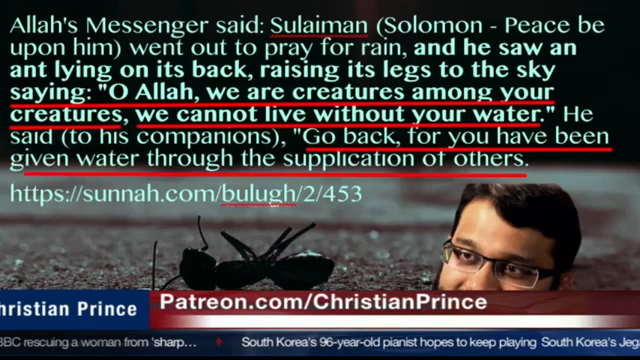 Allah's Messenger said: Sulaiman (Solomon - Peace be
upon him) went out to pray for rain, and he saw an
ant lying on its back, raising its legs to the sky
saying: "O Allah, we are creatures among your
creatures, we cannot live without your water." He
said (to his companions), "Go back, for you have been
given water through the supplication of others.
https://sunnah.com/bulugh/2/453
Christian Prince
Patreon.com/ChristianPrince
BBC rescuing a woman from 'sharp... South Korea's 96-year-old pianist hopes to keep playing South Korea's Jeg